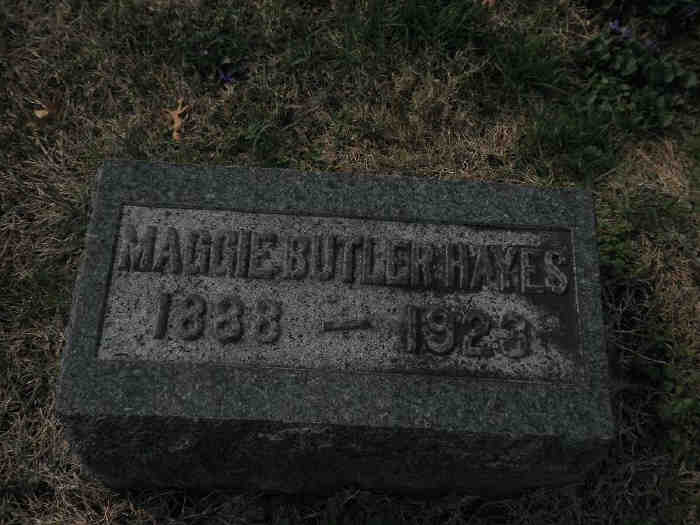 MAGGIE BUTLER HAYES
1888 – 1923